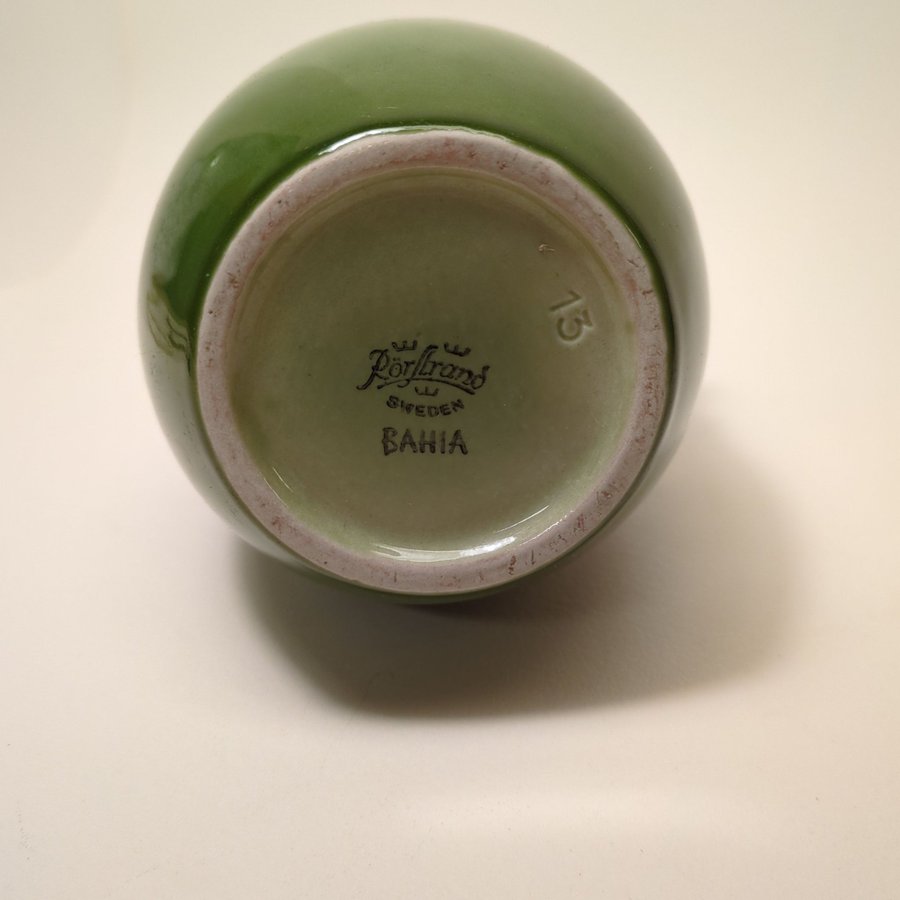 Rörstrand
SWEDEN
BAHIA
13